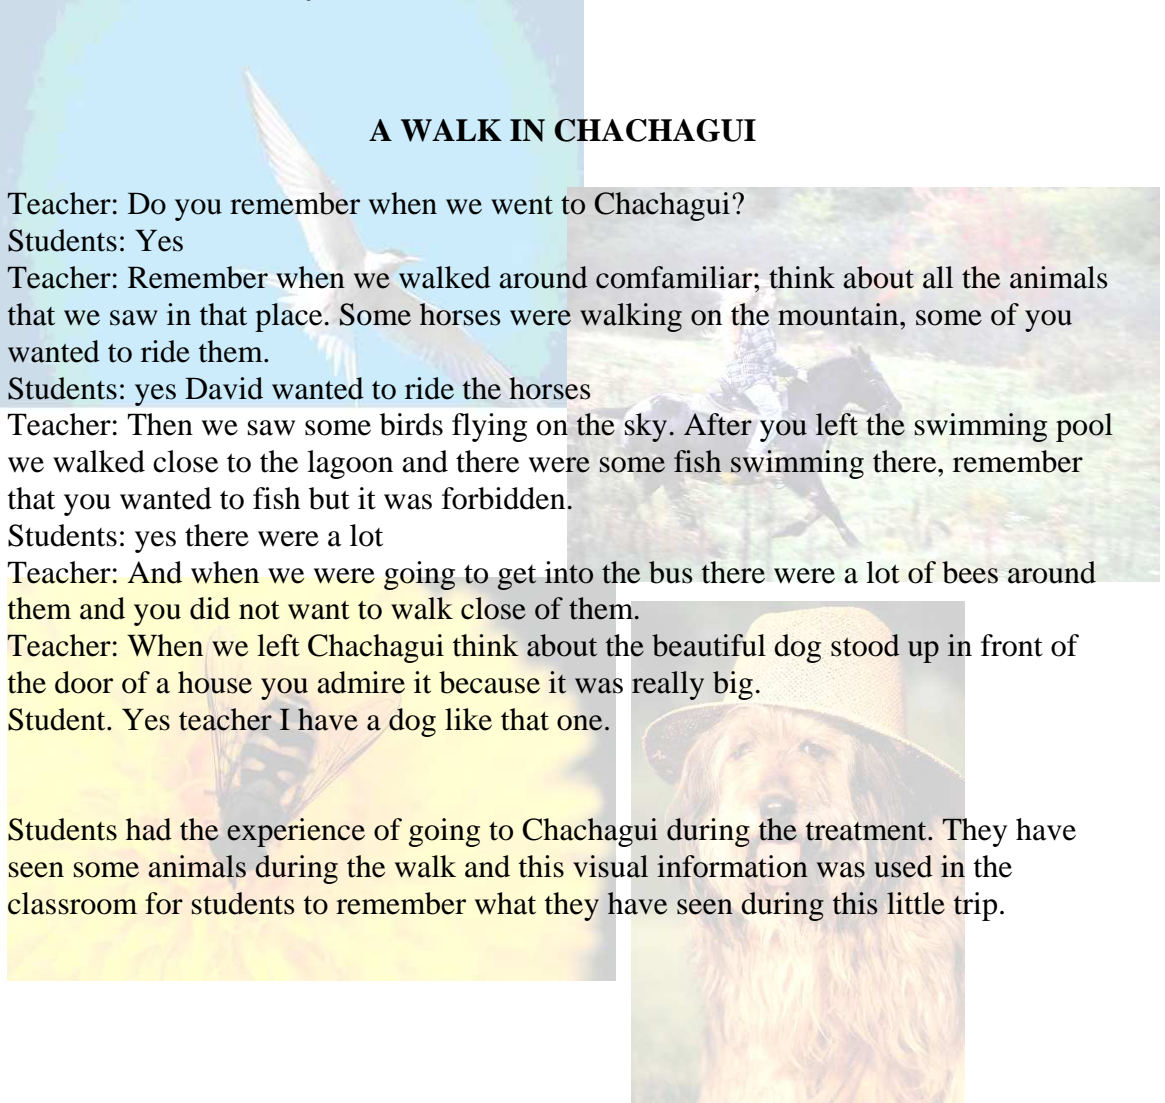 A WALK IN CHACHAGUI
Teacher: Do you remember when we went to Chachagui?
Students: Yes
Teacher: Remember when we walked around comfamiliar; think about all the animals
that we saw in that place. Some horses were walking on the mountain, some of you
wanted to ride them.
Students: yes David wanted to ride the horses
Teacher: Then we saw some birds flying on the sky. After you left the swimming pool
we walked close to the lagoon and there were some fish swimming there, remember
that you wanted to fish but it was forbidden.
Students: yes there were a lot
Teacher: And when we were going to get into the bus there were a lot of bees around
them and you did not want to walk close of them.
Teacher: When we left Chachagui think about the beautiful dog stood up in front of
the door of a house you admire it because it was really big.
Student. Yes teacher I have a dog like that one.
Students had the experience of going to Chachagui during the treatment. They have
seen some animals during the walk and this visual information was used in the
classroom for students to remember what they have seen during this little trip.